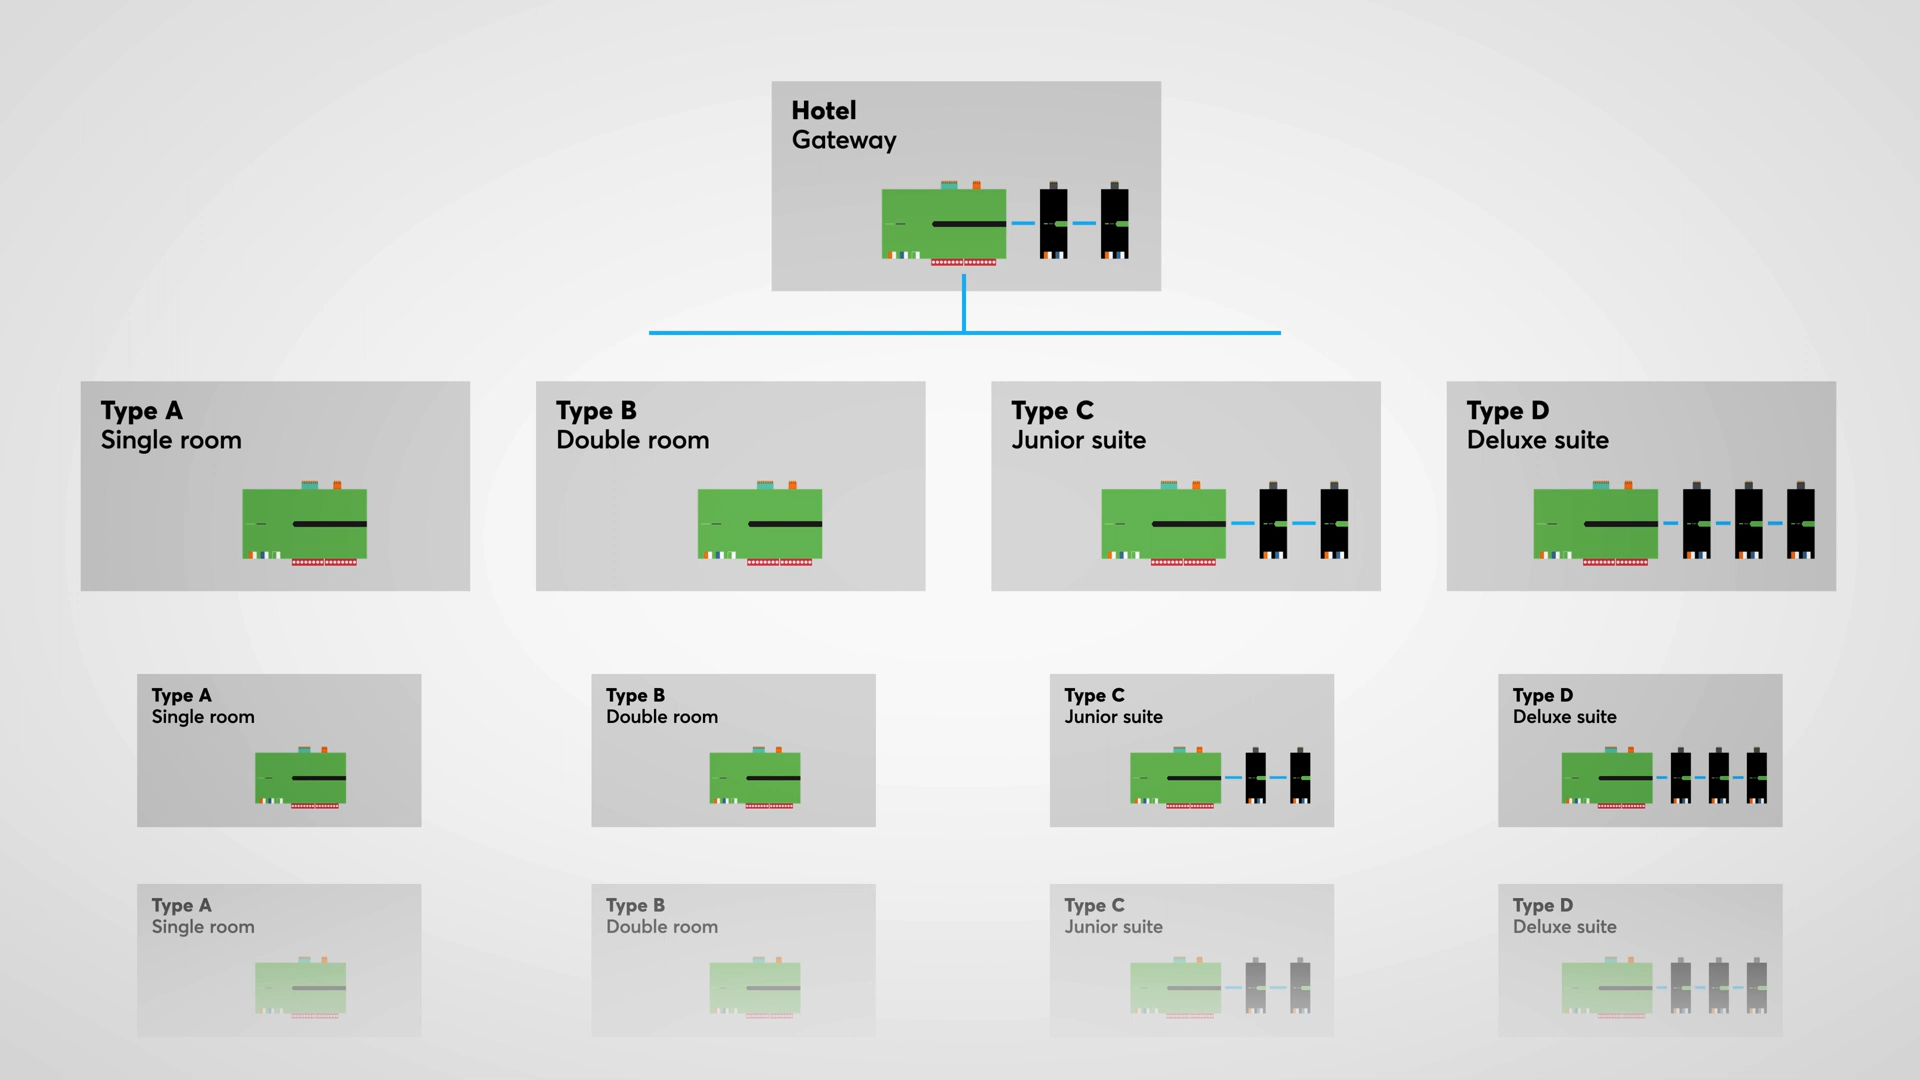 Hotel
Gateway
Type A
Single room
Type B
Double room
Type C
Junior suite
Type D
Deluxe suite
Type A
Single room
Type B
Double room
Type C
Junior suite
Type D
Deluxe suite
Type A
Single room
Type B
Double room
Type C
Junior suite
Type D
Deluxe suite